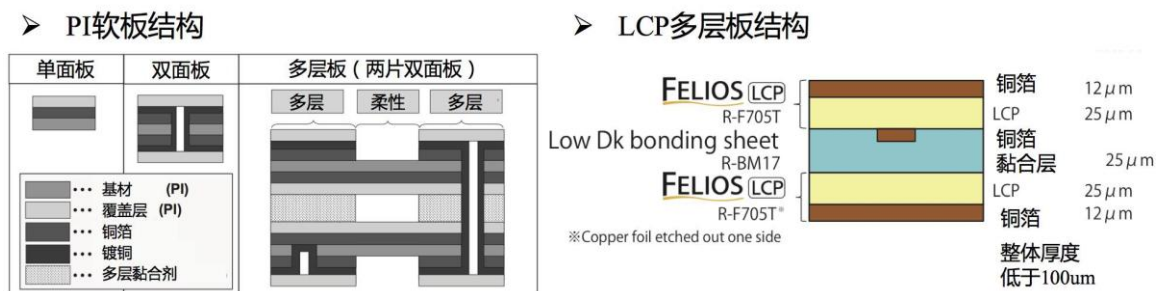 ➢ PI软板结构
单面板 双面板 多层板（两片双面板）
多层 柔性 多层
··· 基材 (PI)
··· 覆盖层 (PI)
··· 铜箔
··· 镀铜
··· 多层黏合剂
➢ LCP多层板结构
FELIOS LCP
R-F705T
Low Dk bonding sheet
R-BM17
FELIOS LCP
R-F705T※
※Copper foil etched out one side
铜箔 12μm
LCP 25μm
铜箔
黏合层 25μm
LCP 25μm
铜箔 12μm
整体厚度
低于100um